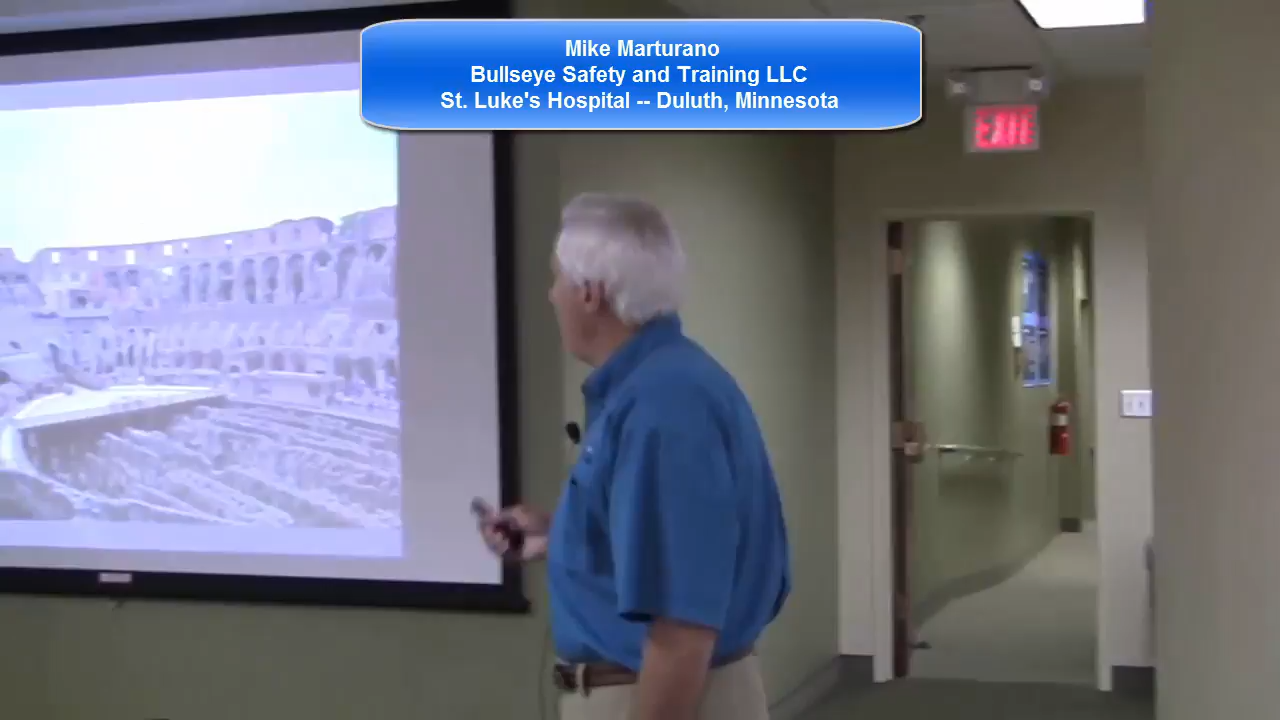 Mike Marturano
Bullseye Safety and Training LLC
St. Luke's Hospital -- Duluth, Minnesota
EXIT